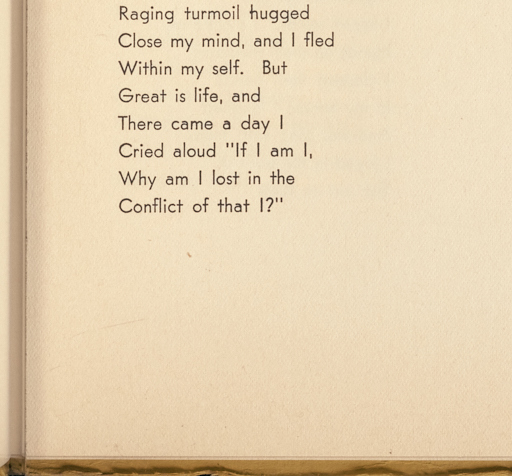 Raging turmoil hugged
Close my mind, and I fled
Within my self.  But
Great is life, and
There came a day I
Cried aloud "If I am I,
Why am I lost in the
Conflict of that I?"